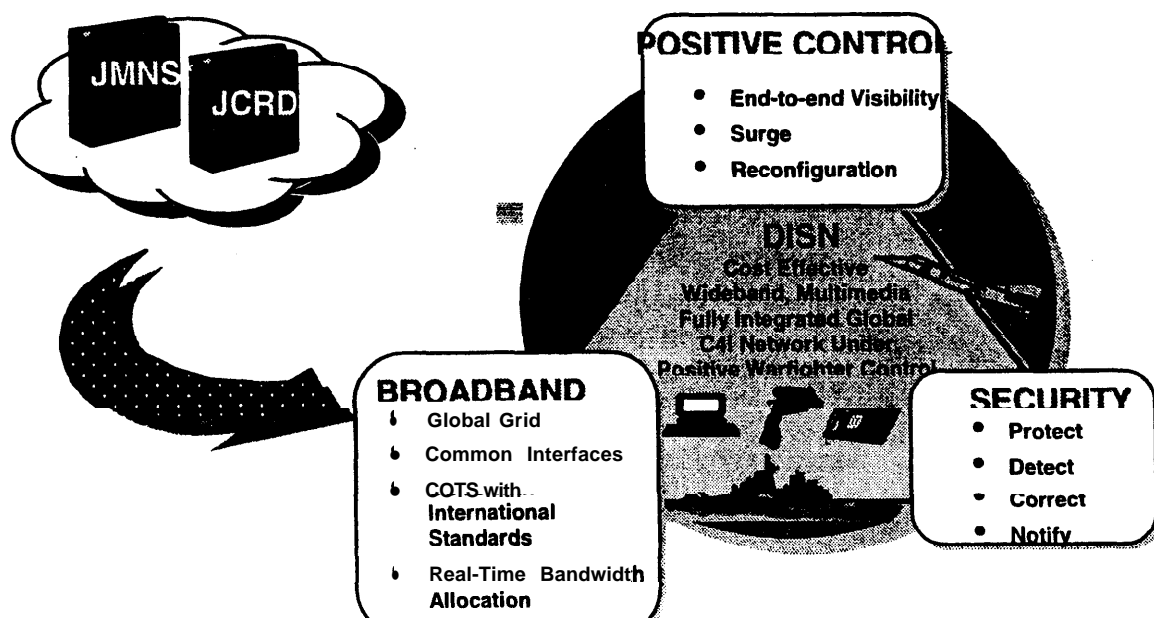 JMNS
JCRD
POSITIVE CONTROL
• End-to-end Visibility
• Surge
• Reconfiguration
DISN
Cost Effective
Wideband, Multimedia
Fully Integrated Global
C4I Network Under
Positive Warfighter Control
BROADBAND
• Global Grid
• Common Interfaces
• COTS with
International
Standards
• Real-Time Bandwidth
Allocation
SECURITY
• Protect
• Detect
• Correct
• Notify